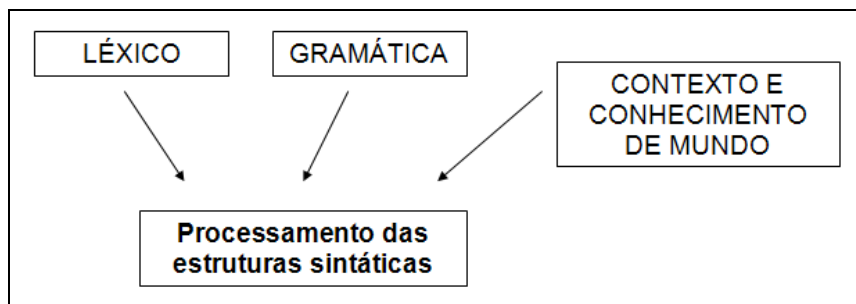 LÉXICO
GRAMÁTICA
CONTEXTO E
CONHECIMENTO
DE MUNDO
Processamento das
estruturas sintáticas